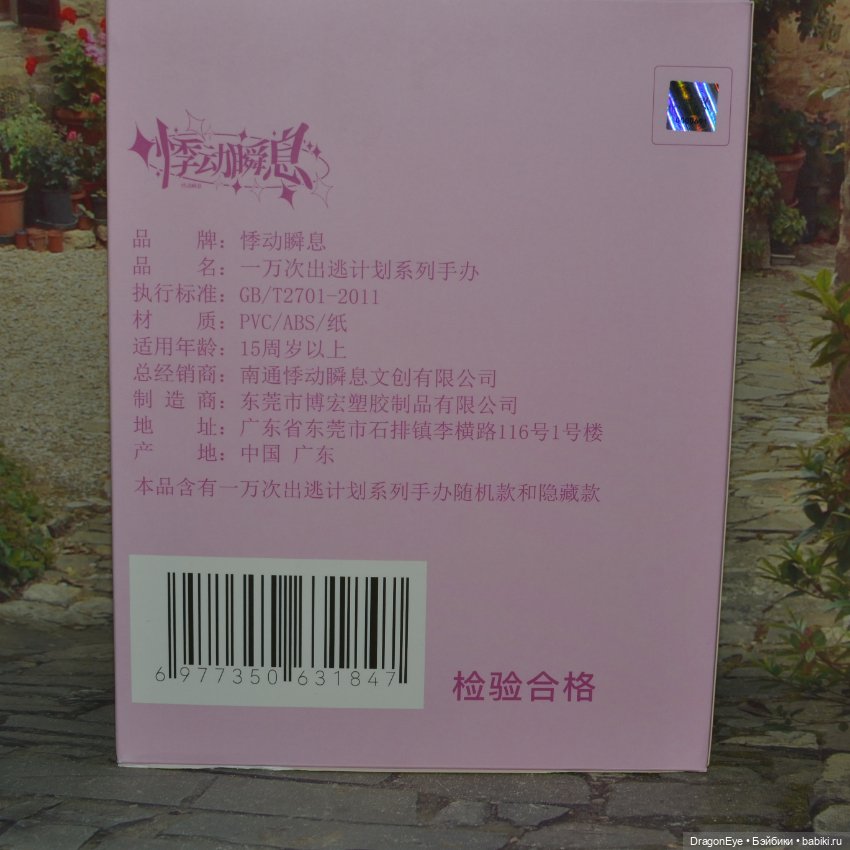 悸动瞬息
品 牌：悸动瞬息
品 名：一万次出逃计划系列手办
执行标准：GB/T2701-2011
材 质：PVC/ABS/纸
适用年龄：15周岁以上
总经销商：南通悸动瞬息文创有限公司
制 造 商：东莞市博宏塑胶制品有限公司
地 址：广东省东莞市石排镇李横路116号1号楼
产 地：中国 广东
本品含有一万次出逃计划系列手办随机款和隐藏款
6 977350 631847
检验合格
DragonEye • Бэйбики • babiki.ru